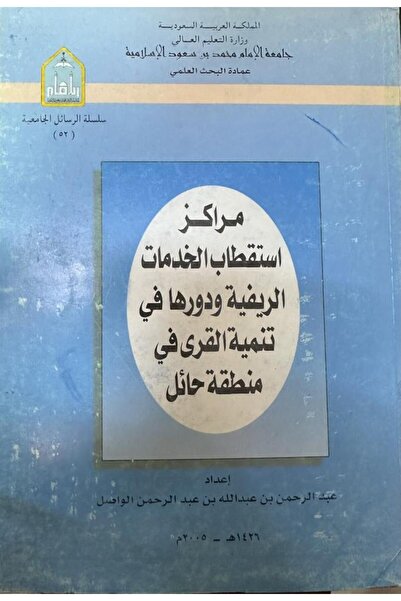 المملكة العربية السعودية
وزارة التعليم العالي
جامعة الإمام محمد بن سعود الإسلامية
عمادة البحث العلمي
سلسلة الرسائل الجامعية
(٥٢)
مراكز
استقطاب الخدمات
الريفية ودورها في
تنمية القرى في
منطقة حائل
إعداد
عبد الرحمن بن عبدالله بن عبد الرحمن الواصل
١٤٢٦هـ - ٢٠٠٥م